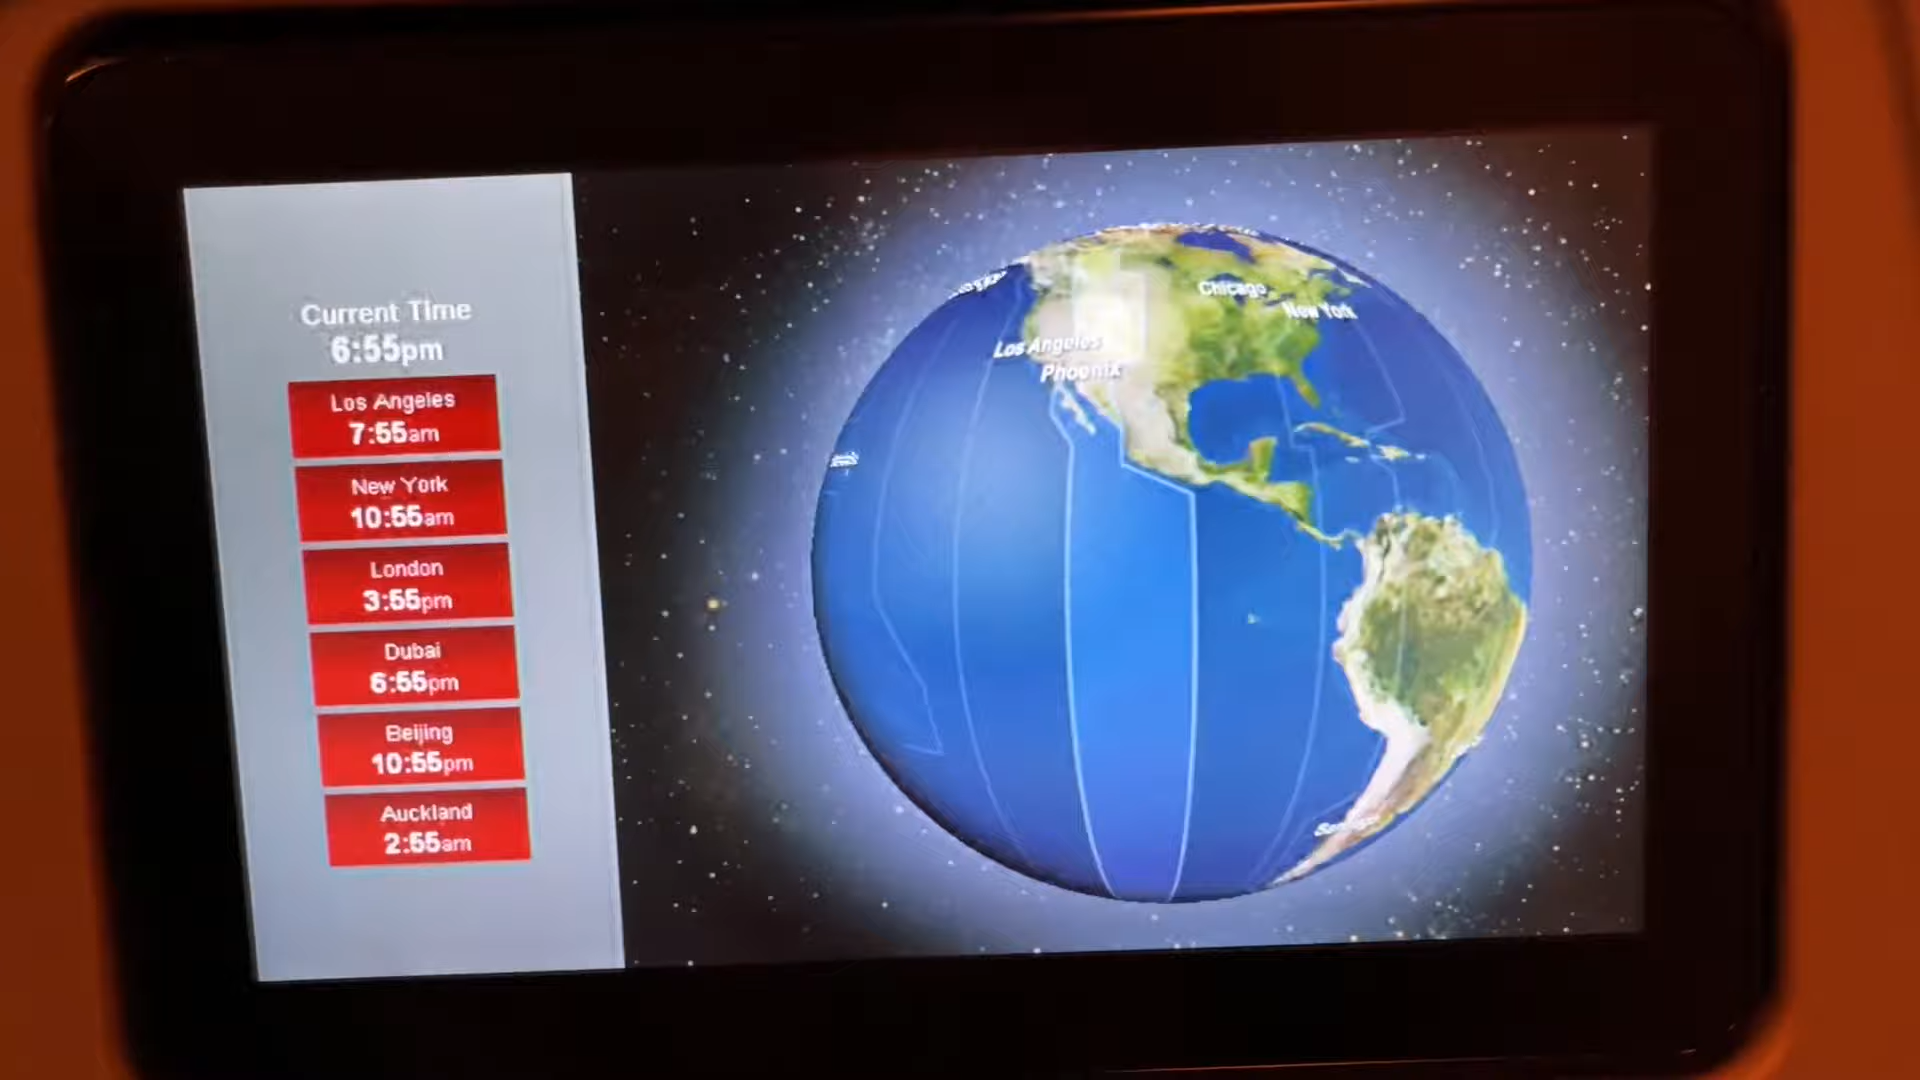 Current Time
6:55pm
Los Angeles
7:55am
New York
10:55am
London
3:55pm
Dubai
6:55pm
Beijing
10:55pm
Auckland
2:55am
Chicago
New York
Los Angeles
Phoenix